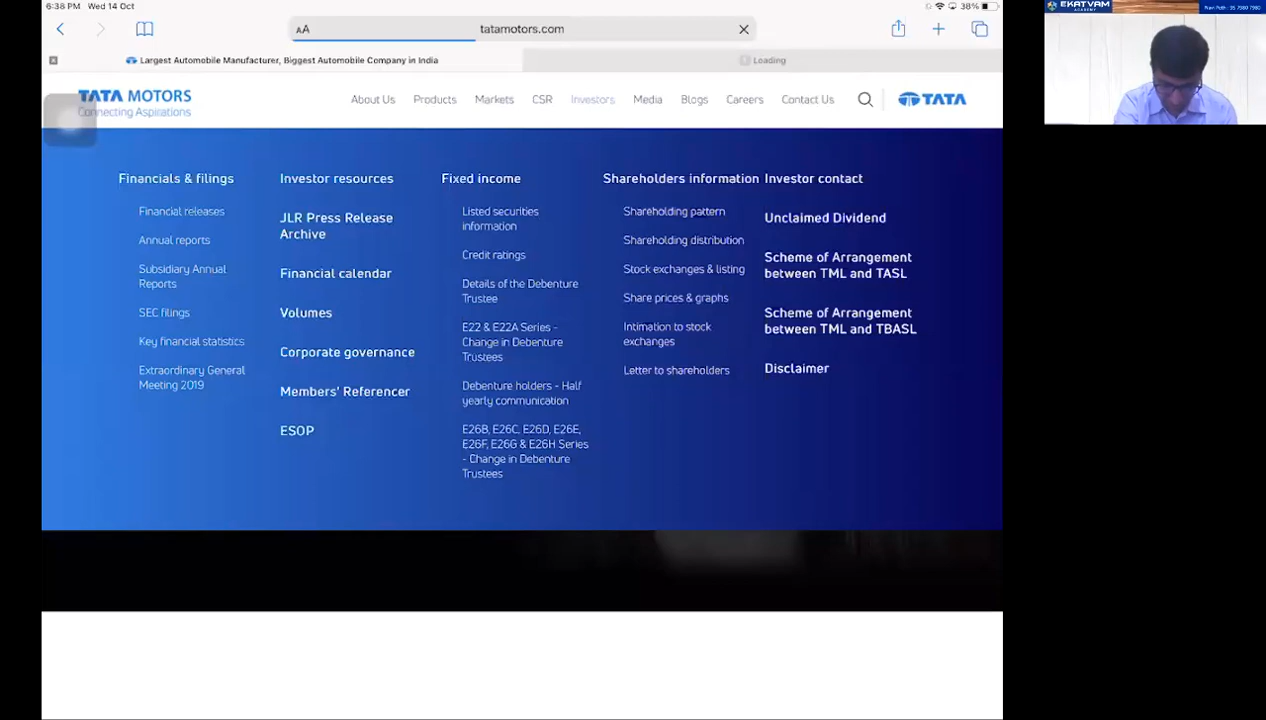 6:38 PM Wed 14 Oct
38%
AA tatamotors.com
Largest Automobile Manufacturer, Biggest Automobile Company in India
Loading
TATA MOTORS
Connecting Aspirations
About Us Products Markets CSR Investors Media Blogs Careers Contact Us
TATA
Financials & filings
Financial releases
Annual reports
Subsidiary Annual
Reports
SEC filings
Key financial statistics
Extraordinary General
Meeting 2019
Investor resources
JLR Press Release
Archive
Financial calendar
Volumes
Corporate governance
Members' Referencer
ESOP
Fixed income
Listed securities
information
Credit ratings
Details of the Debenture
Trustee
E22 & E22A Series -
Change in Debenture
Trustees
Debenture holders - Half
yearly communication
E26B, E26C, E26D, E26E,
E26F, E26G & E26H Series
- Change in Debenture
Trustees
Shareholders information
Shareholding pattern
Shareholding distribution
Stock exchanges & listing
Share prices & graphs
Intimation to stock
exchanges
Letter to shareholders
Investor contact
Unclaimed Dividend
Scheme of Arrangement
between TML and TASL
Scheme of Arrangement
between TML and TBASL
Disclaimer
EKATVAM
ACADEMY